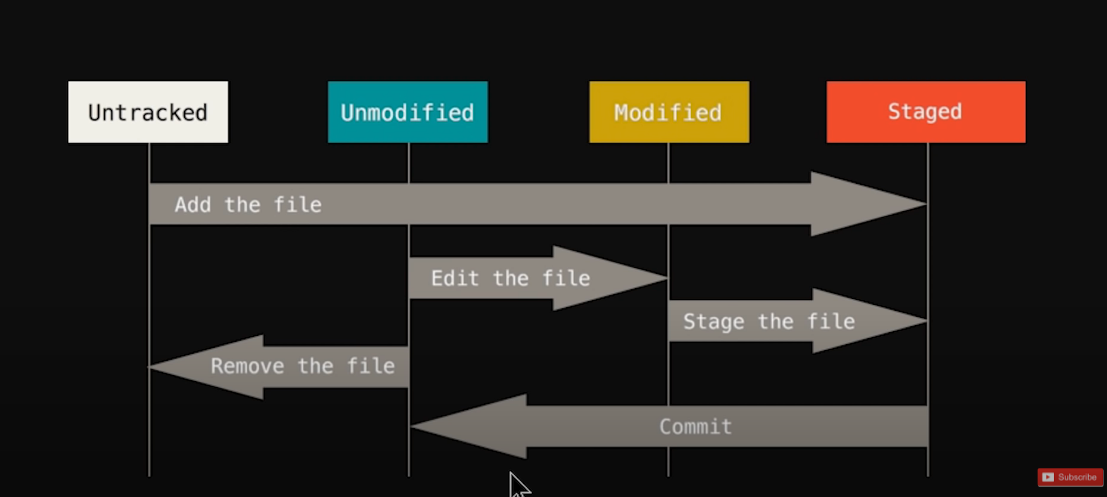 Untracked
Unmodified
Modified
Staged
Add the file
Edit the file
Stage the file
Remove the file
Commit
Subscribe